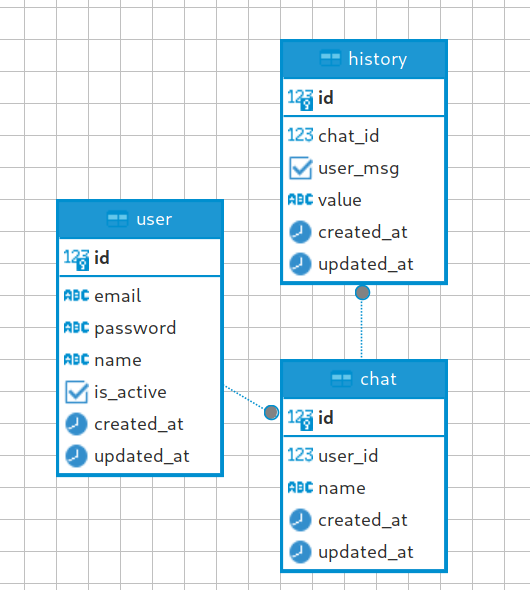 history
123 id
123 chat_id
user_msg
ABC value
created_at
updated_at
user
123 id
ABC email
ABC password
ABC name
is_active
created_at
updated_at
chat
123 id
123 user_id
ABC name
created_at
updated_at